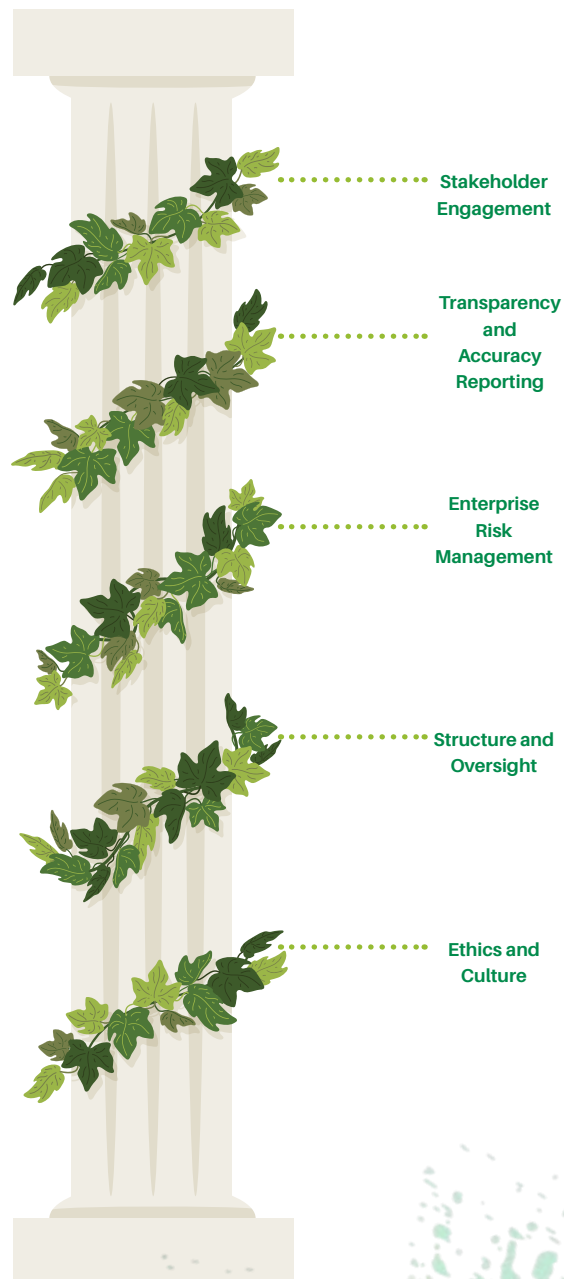 Stakeholder
Engagement
Transparency
and
Accuracy
Reporting
Enterprise
Risk
Management
Structure and
Oversight
Ethics and
Culture